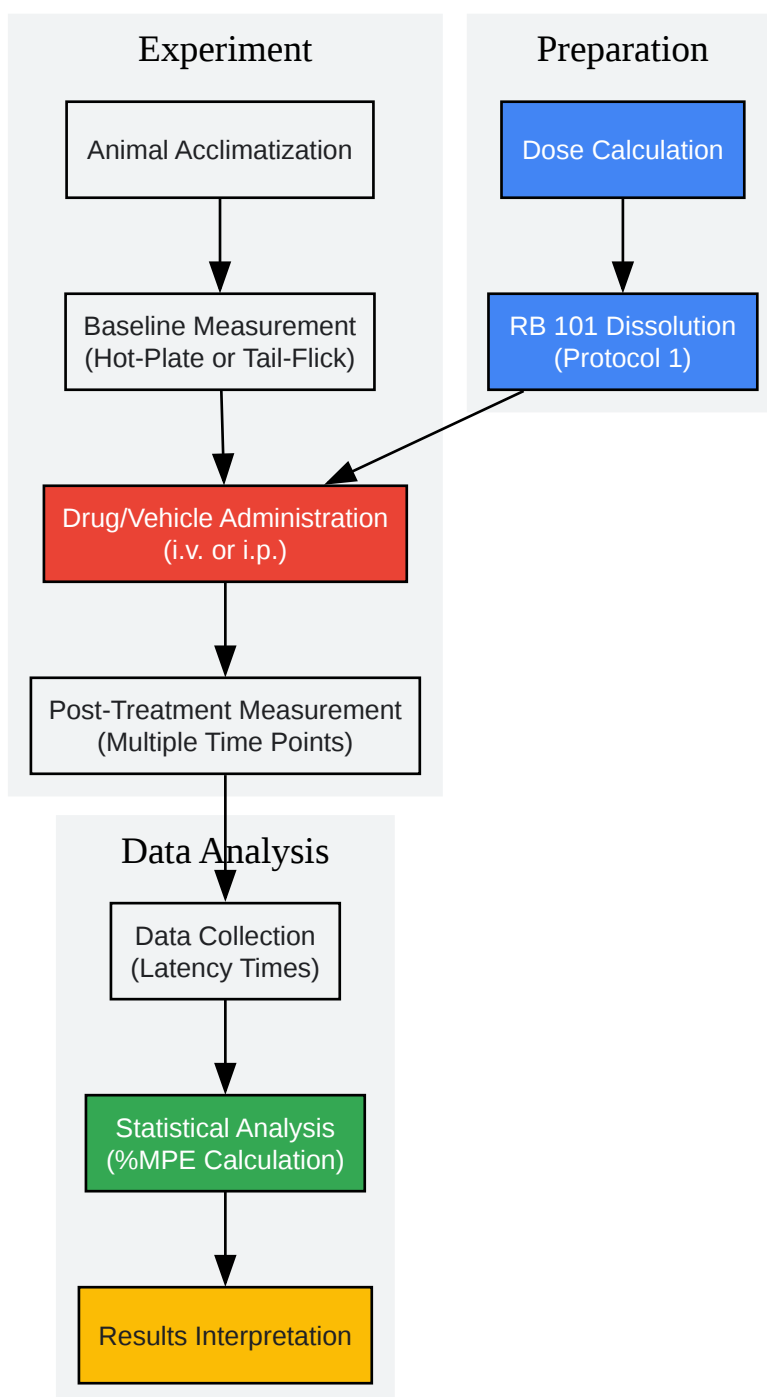 Experiment
Animal Acclimatization
Baseline Measurement
(Hot-Plate or Tail-Flick)
Preparation
Dose Calculation
RB 101 Dissolution
(Protocol 1)
Drug/Vehicle Administration
(i.v. or i.p.)
Post-Treatment Measurement
(Multiple Time Points)
Data Analysis
Data Collection
(Latency Times)
Statistical Analysis
(%MPE Calculation)
Results Interpretation